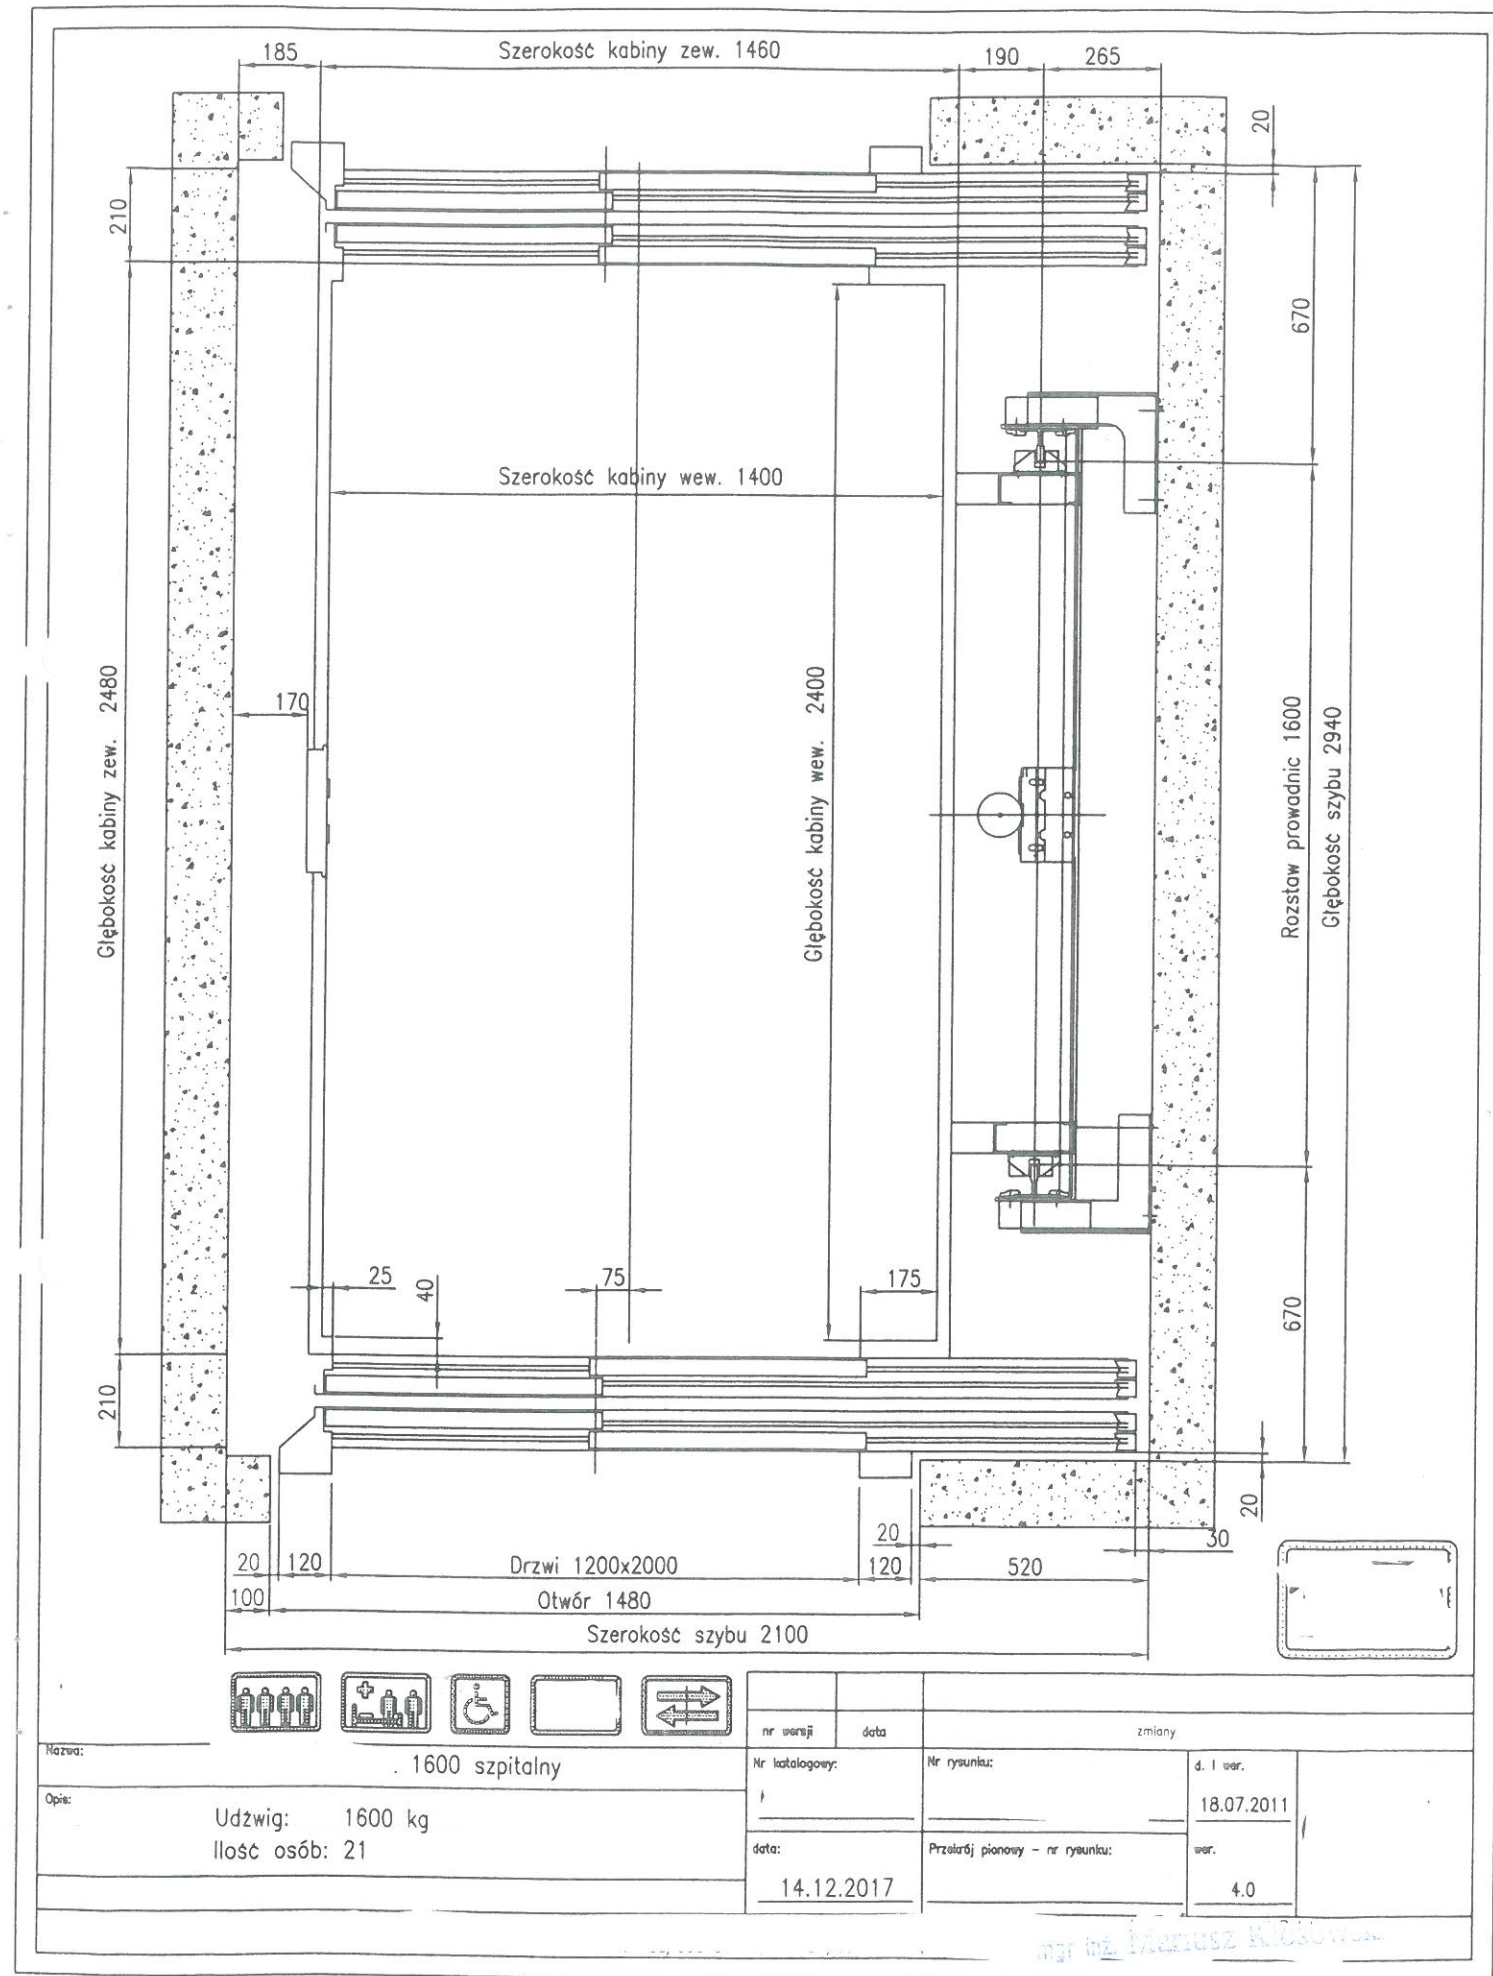 185
Szerokość kabiny zew. 1460
190
265
20
210
670
Szerokość kabiny wew. 1400
Głębokość kabiny zew. 2480
170
Głębokość kabiny wew. 2400
Rozstaw prowadnic 1600
Głębokość szybu 2940
25
40
75
175
670
210
20
20
120
Drzwi 1200x2000
20
120
520
30
100
Otwór 1480
Szerokość szybu 2100
nr wersji
data
zmiany
Nazwa:
. 1600 szpitalny
Nr katalogowy:
Nr rysunku:
d. I wer.
18.07.2011
Opis:
Udźwig: 1600 kg
Ilość osób: 21
data:
14.12.2017
Przekrój pionowy - nr rysunku:
wer.
4.0
mgr inż. Mariusz